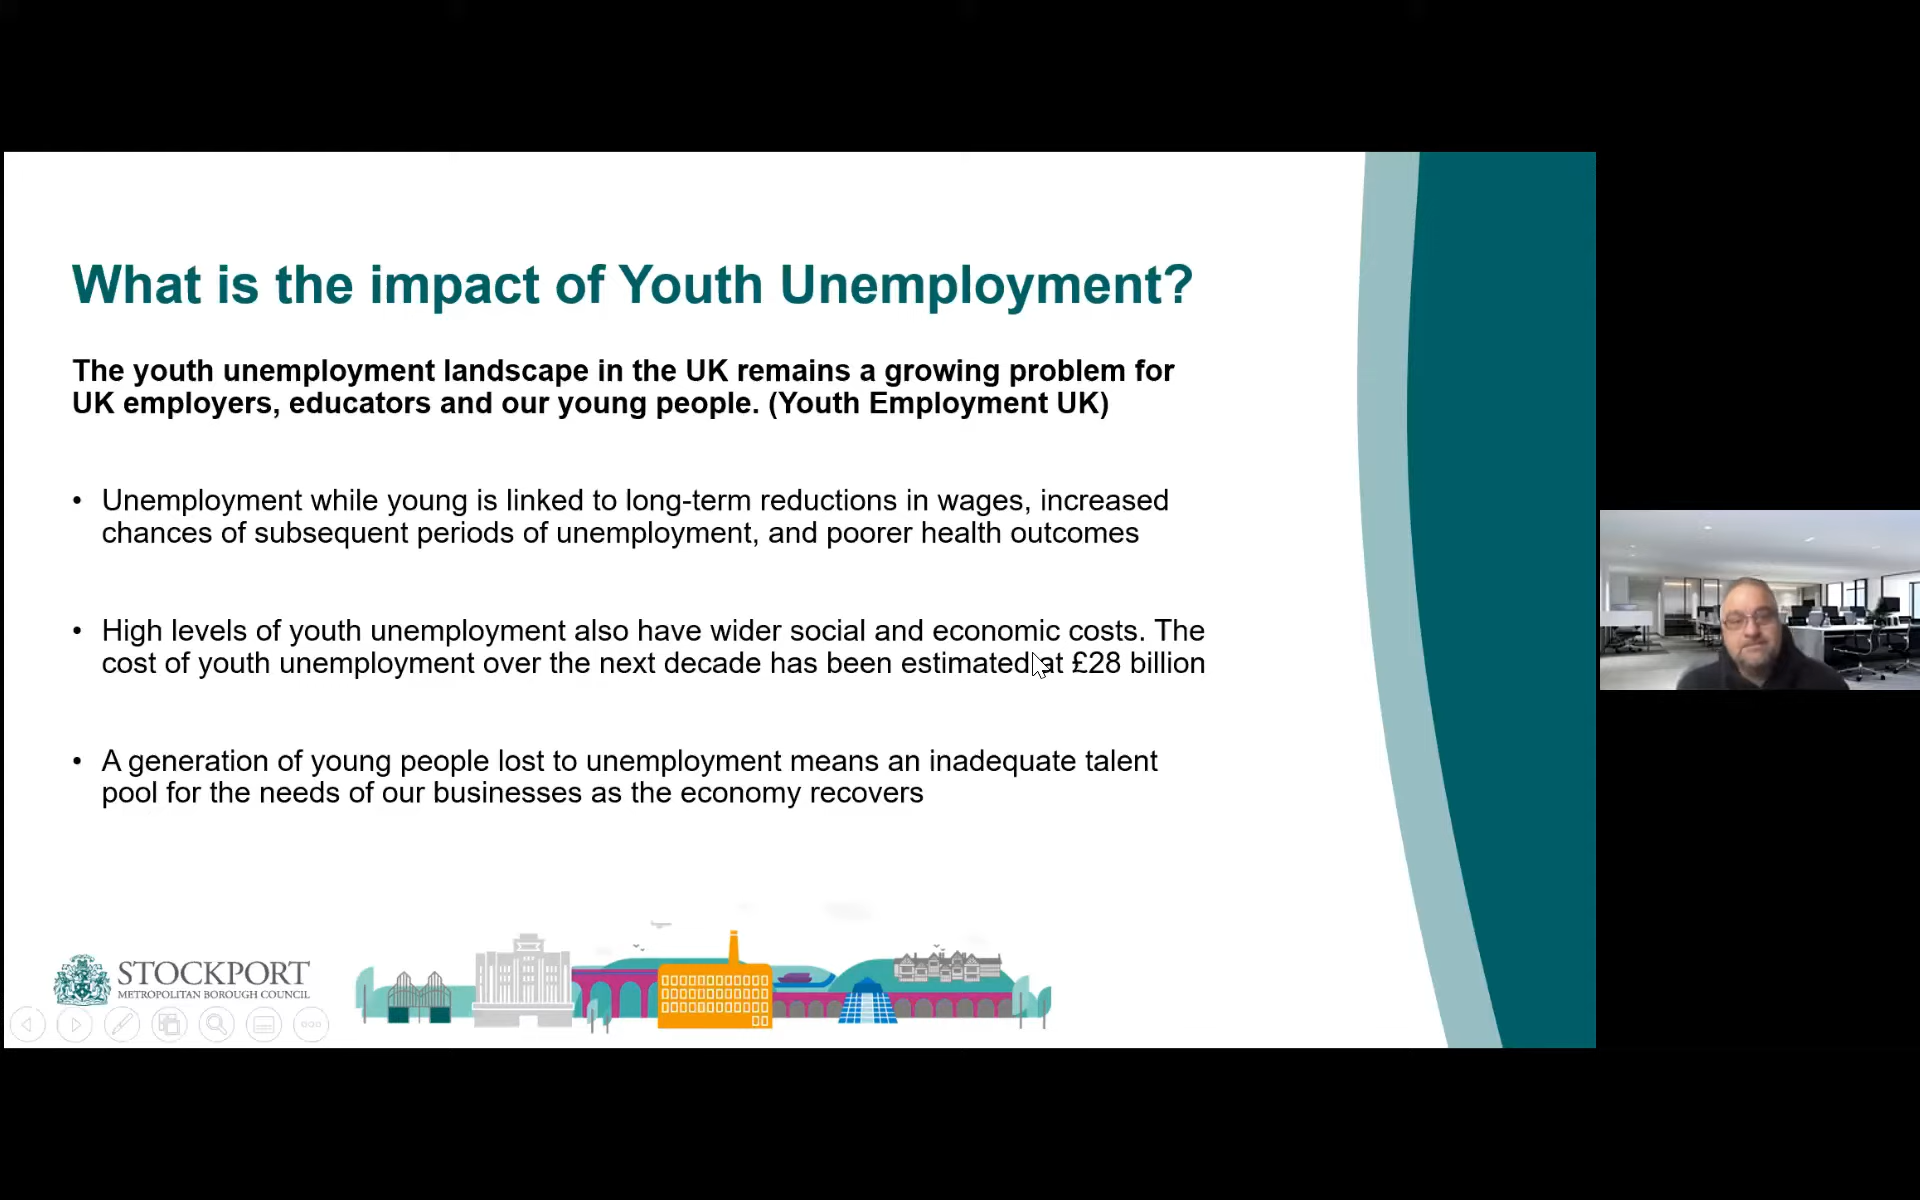 What is the impact of Youth Unemployment?
The youth unemployment landscape in the UK remains a growing problem for
UK employers, educators and our young people. (Youth Employment UK)
• Unemployment while young is linked to long-term reductions in wages, increased
chances of subsequent periods of unemployment, and poorer health outcomes
• High levels of youth unemployment also have wider social and economic costs. The
cost of youth unemployment over the next decade has been estimated at £28 billion
• A generation of young people lost to unemployment means an inadequate talent
pool for the needs of our businesses as the economy recovers
STOCKPORT
METROPOLITAN BOROUGH COUNCIL